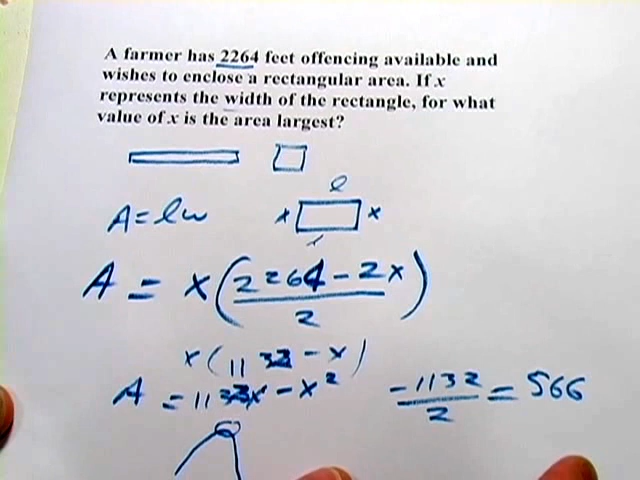 A farmer has 2264 feet offencing available and
wishes to enclose a rectangular area. If x
represents the width of the rectangle, for what
value of x is the area largest?
l
A = lw
x x
A = x(2264-2x / 2)
x(1132-x)
A = 1132x - x²
-1132/2 = 566